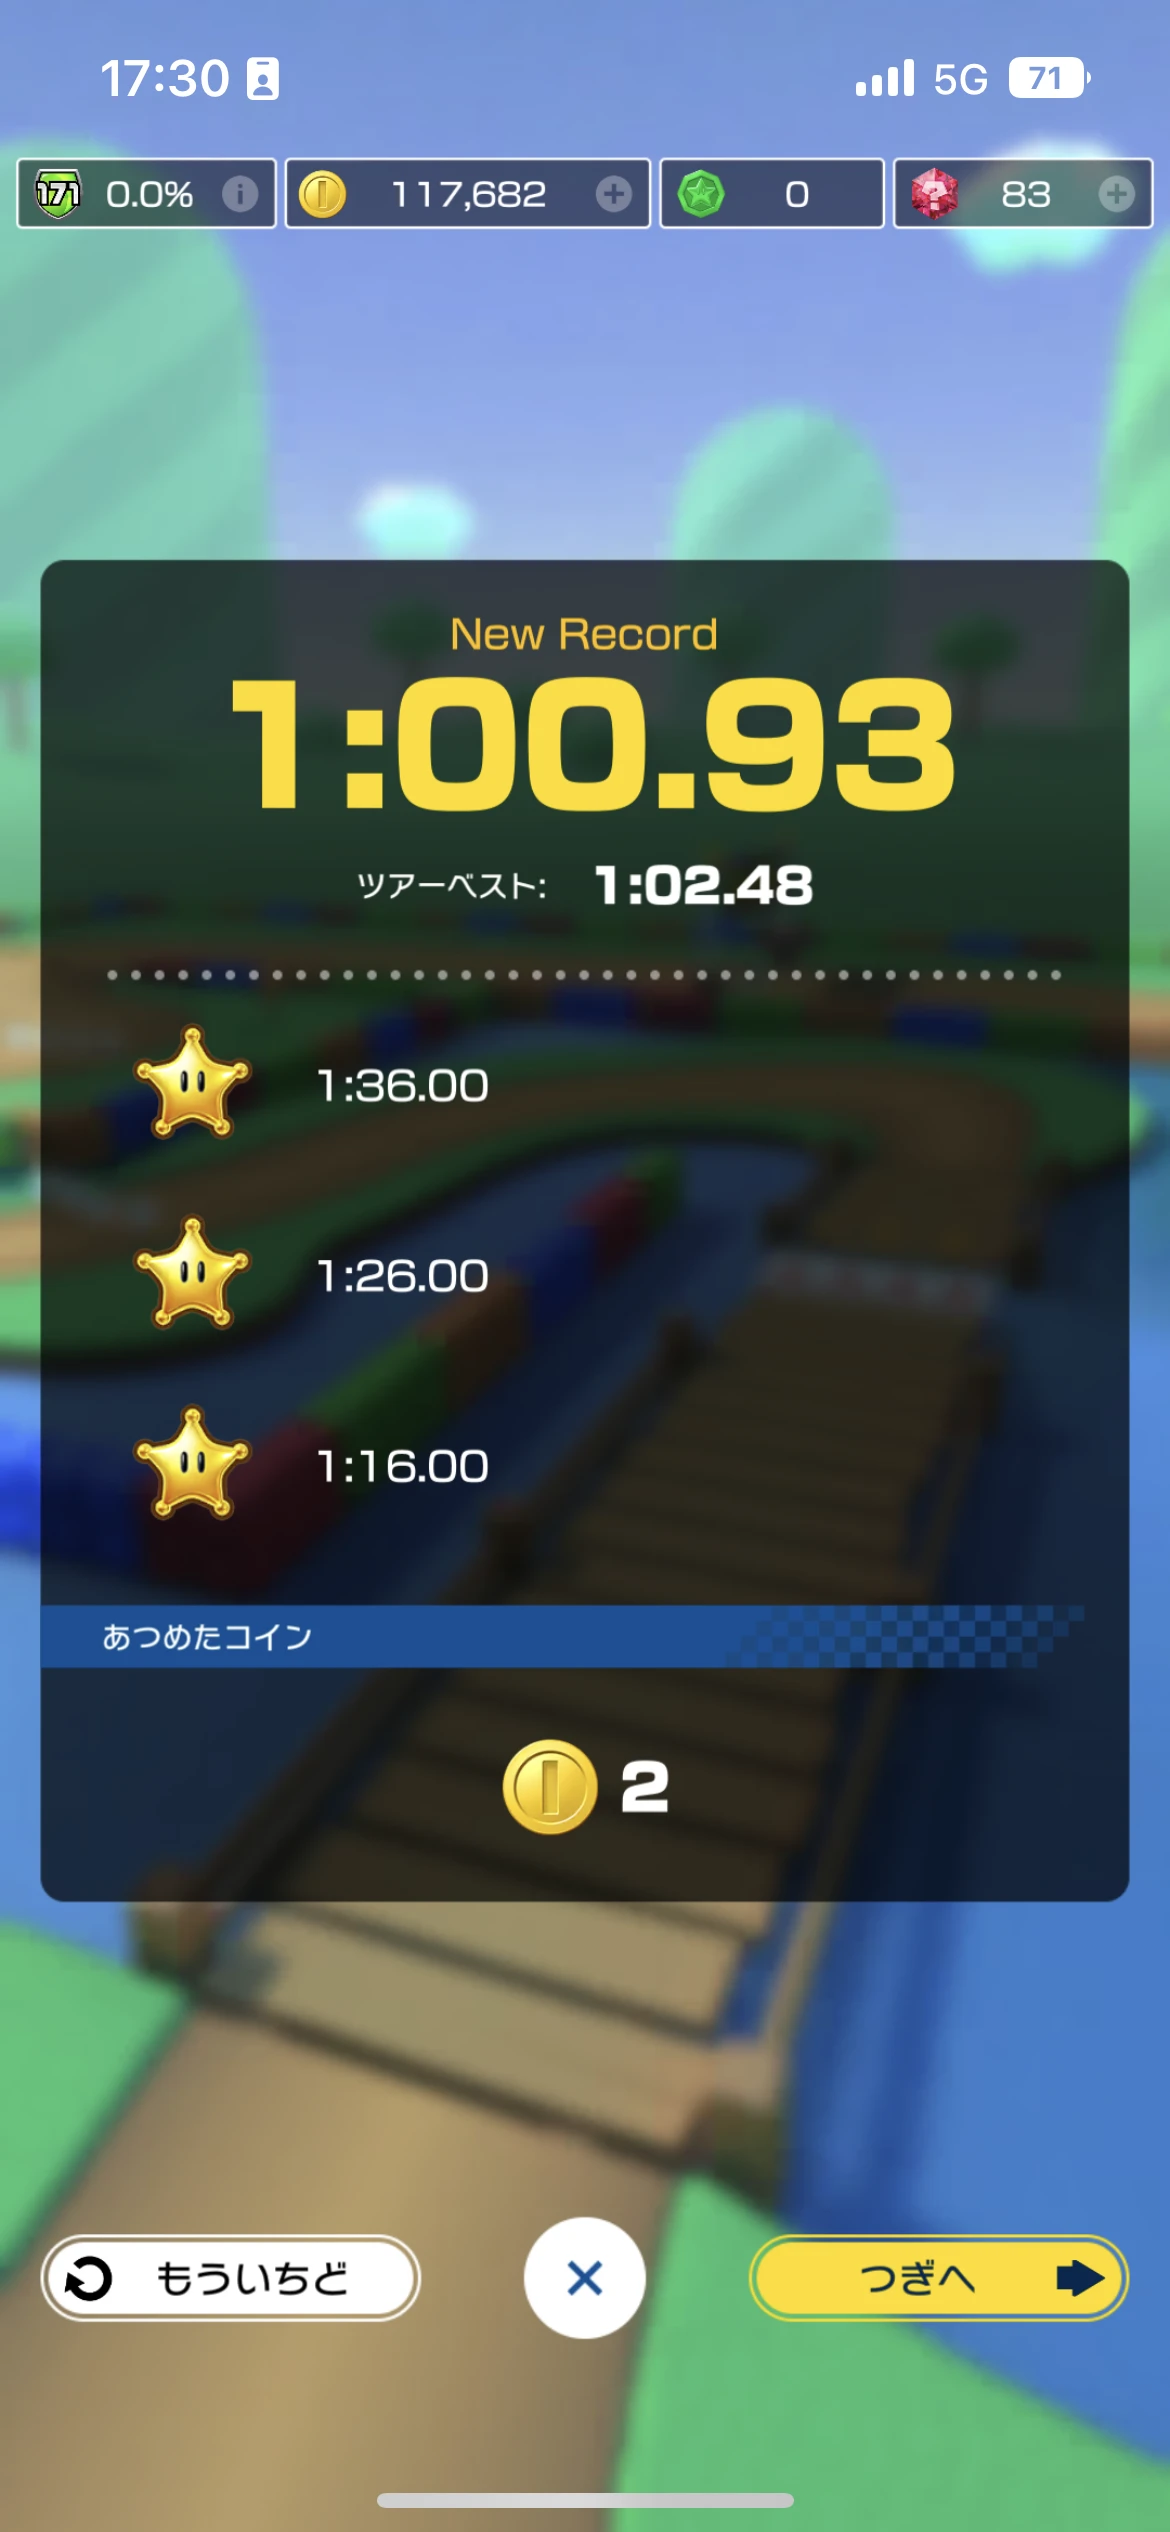 17:30 5G 71
171 0.0% i 117,682 + 0 ? 83 +
New Record
1:00.93
ツアーベスト: 1:02.48
1:36.00
1:26.00
1:16.00
あつめたコイン
2
もういちど × つぎへ